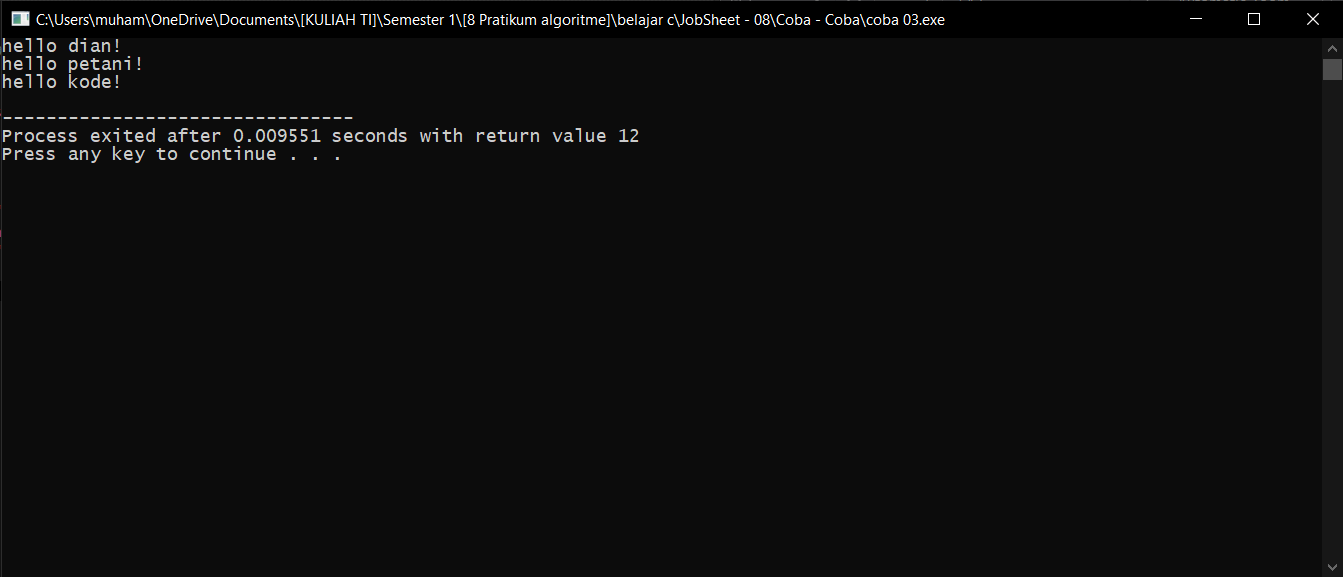 C:\Users\muham\OneDrive\Documents\[KULIAH TI]\Semester 1\[8 Pratikum algoritme]\belajar c\JobSheet - 08\Coba - Coba\coba 03.exe
hello dian!
hello petani!
hello kode!
--------------------------------
Process exited after 0.009551 seconds with return value 12
Press any key to continue . . .